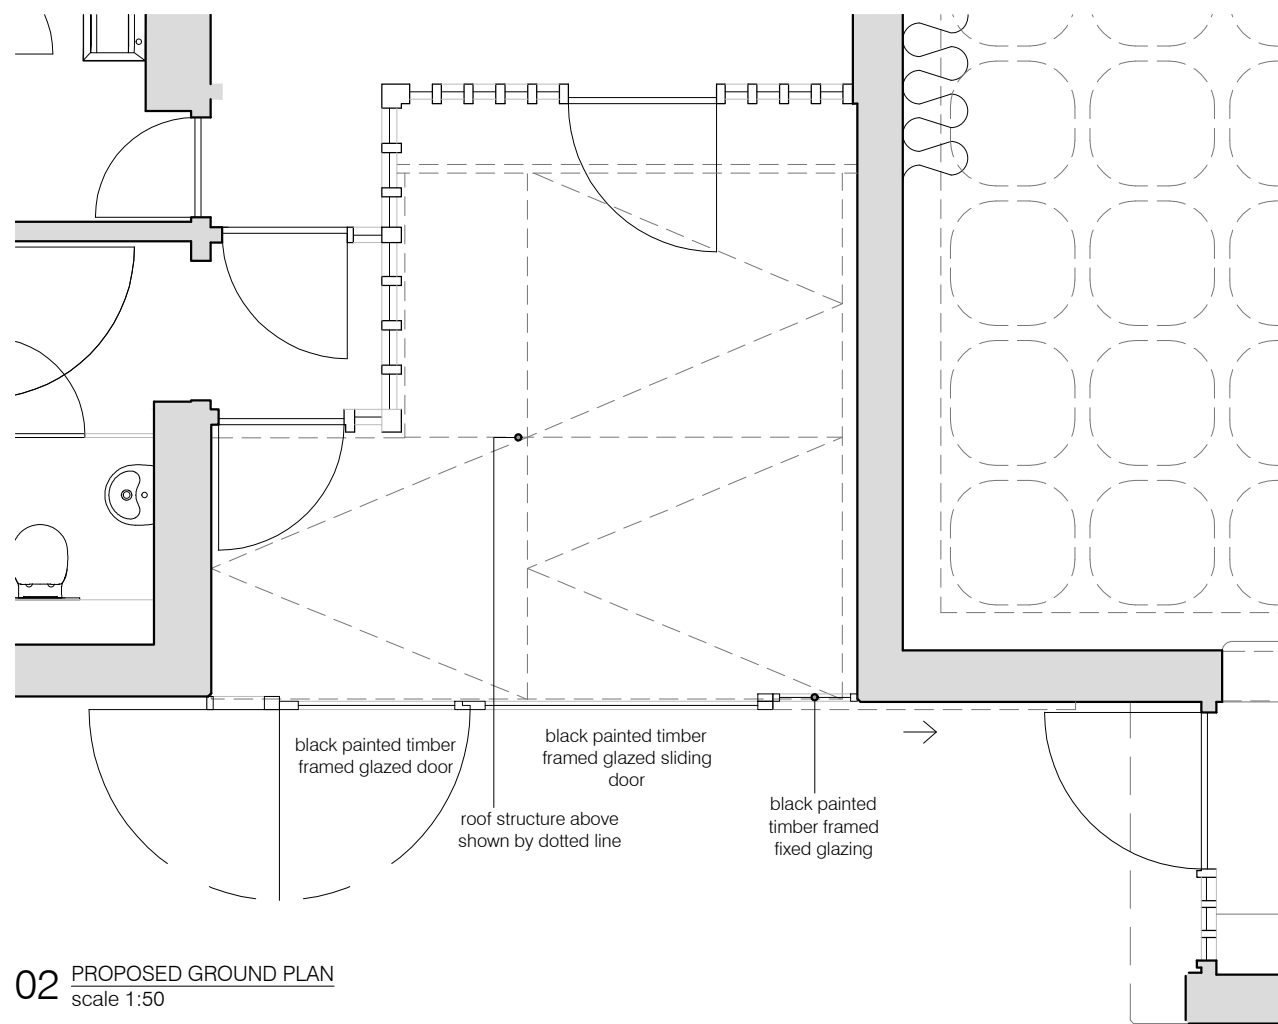 black painted timber
framed glazed door
black painted timber
framed glazed sliding
door
roof structure above
shown by dotted line
black painted
timber framed
fixed glazing
02 PROPOSED GROUND PLAN
scale 1:50